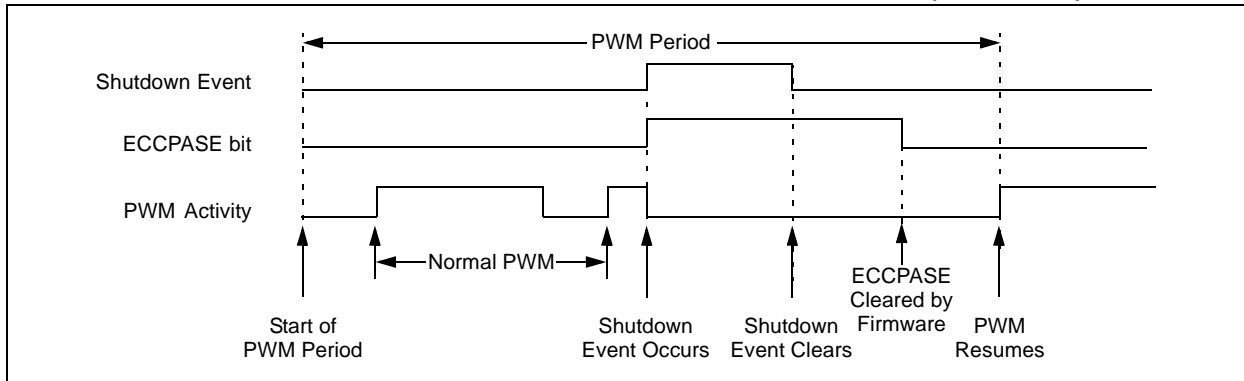 PWM Period
Shutdown Event
ECCPASE bit
PWM Activity
Normal PWM
Start of
PWM Period
Shutdown
Event Occurs
Shutdown
Event Clears
ECCPASE
Cleared by
Firmware
PWM
Resumes